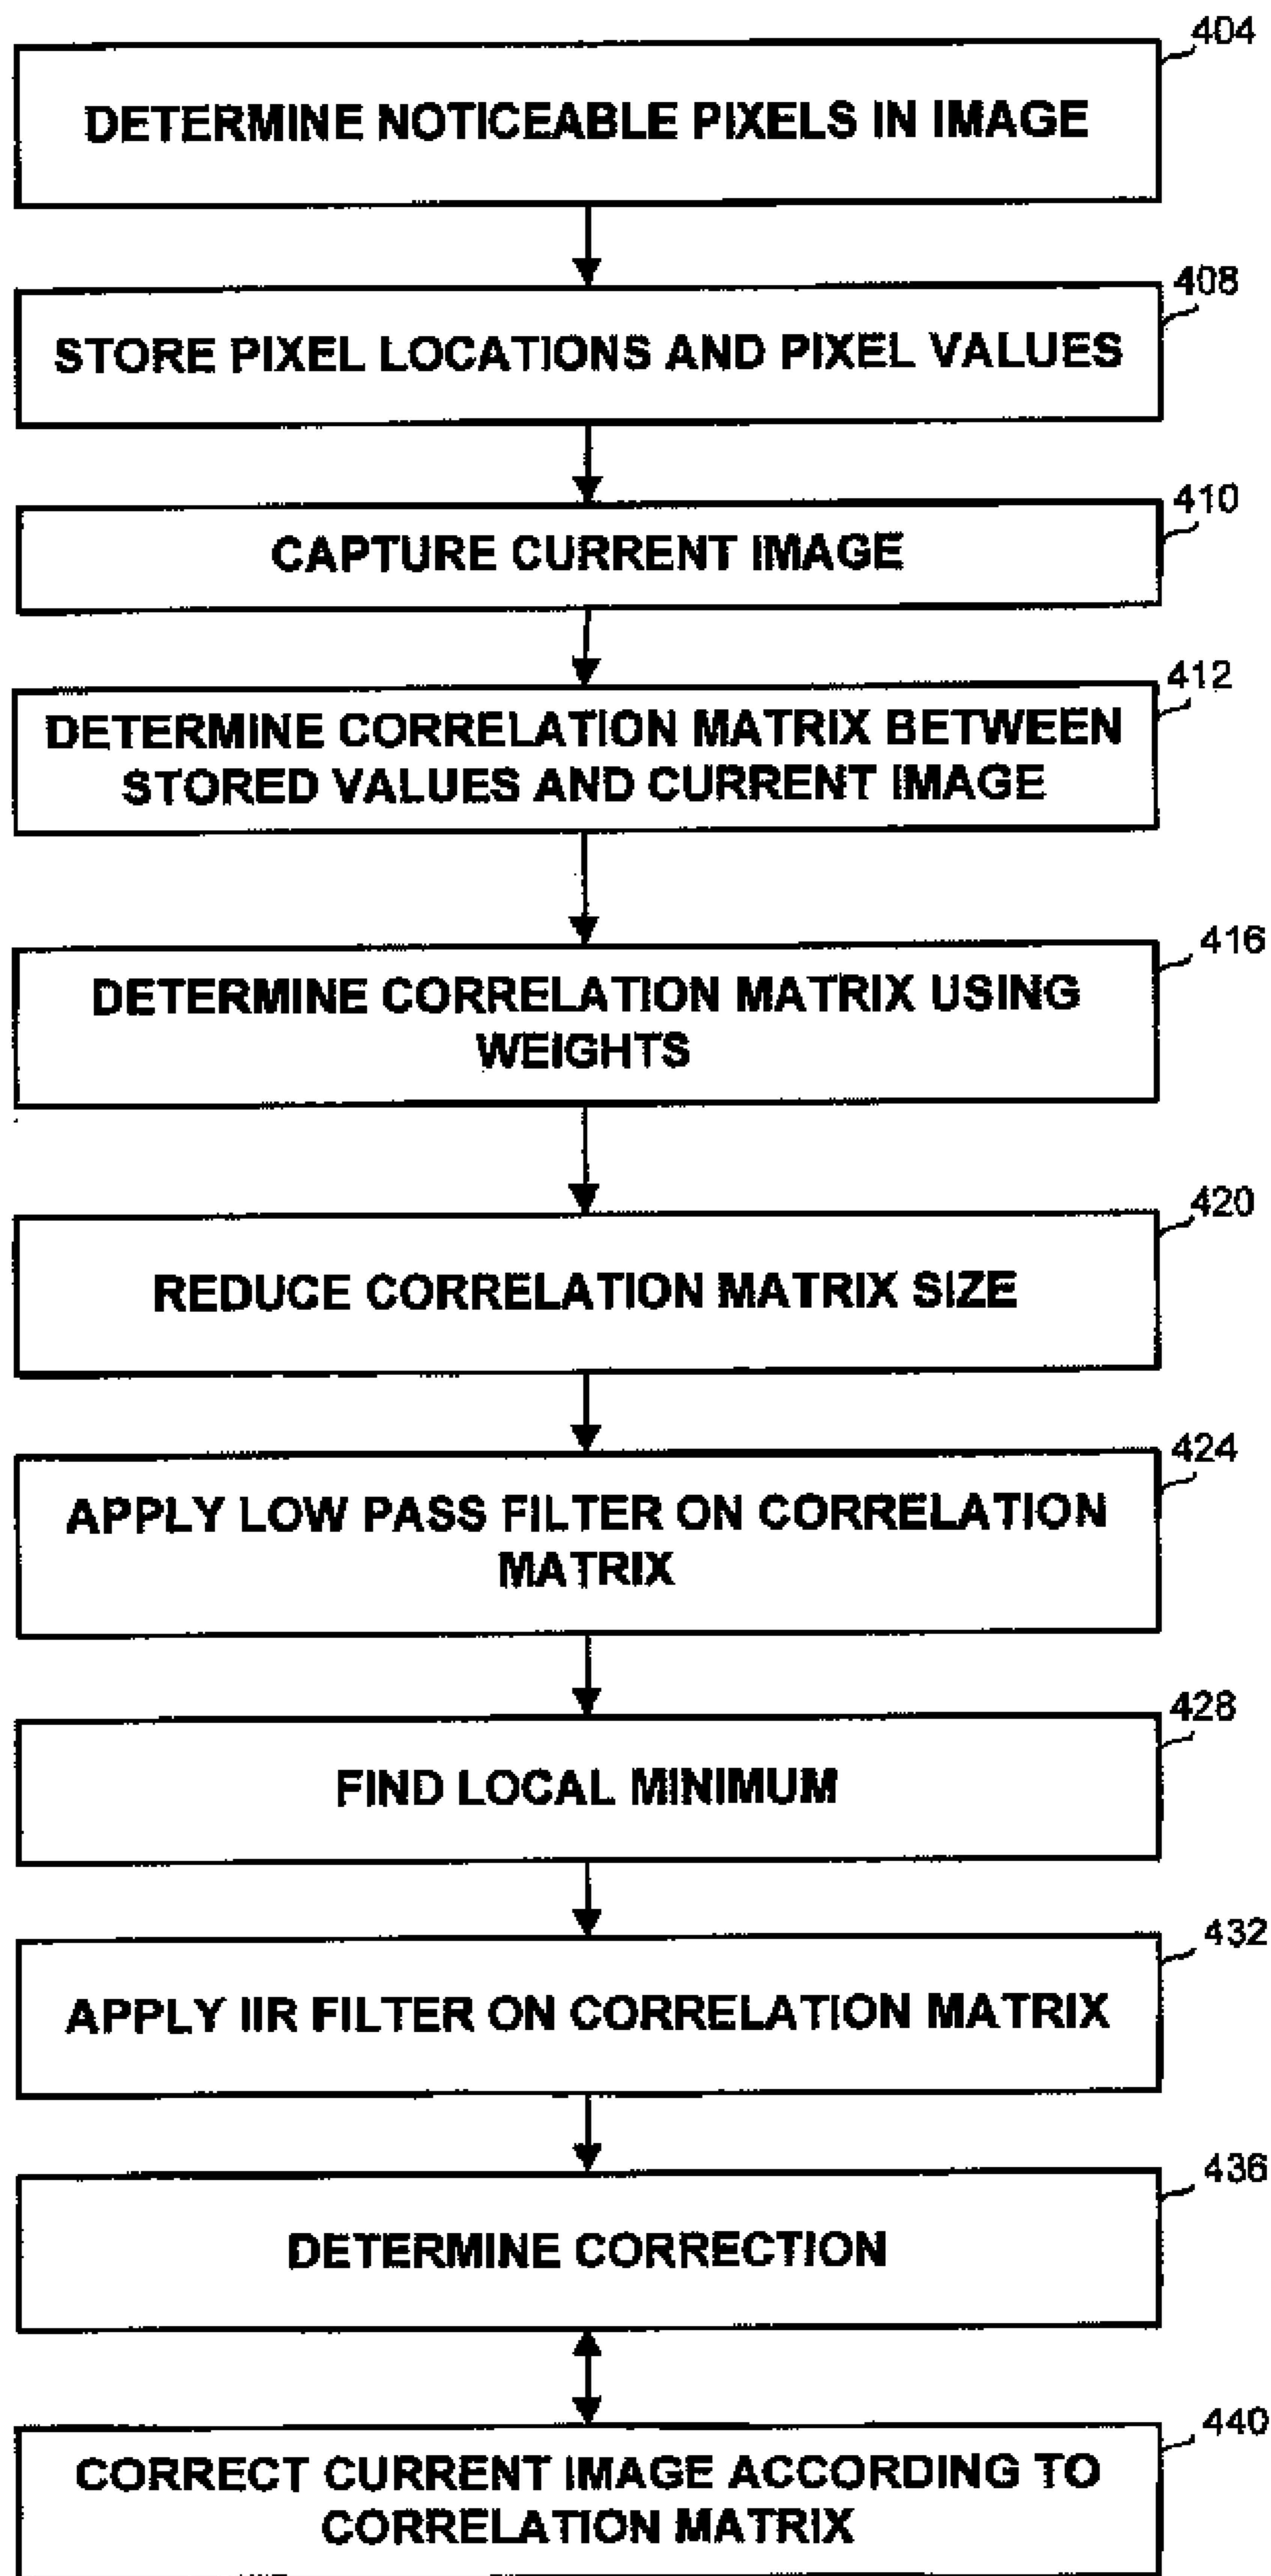 404
DETERMINE NOTICEABLE PIXELS IN IMAGE
408
STORE PIXEL LOCATIONS AND PIXEL VALUES
410
CAPTURE CURRENT IMAGE
412
DETERMINE CORRELATION MATRIX BETWEEN
STORED VALUES AND CURRENT IMAGE
416
DETERMINE CORRELATION MATRIX USING
WEIGHTS
420
REDUCE CORRELATION MATRIX SIZE
424
APPLY LOW PASS FILTER ON CORRELATION
MATRIX
428
FIND LOCAL MINIMUM
432
APPLY IIR FILTER ON CORRELATION MATRIX
436
DETERMINE CORRECTION
440
CORRECT CURRENT IMAGE ACCORDING TO
CORRELATION MATRIX